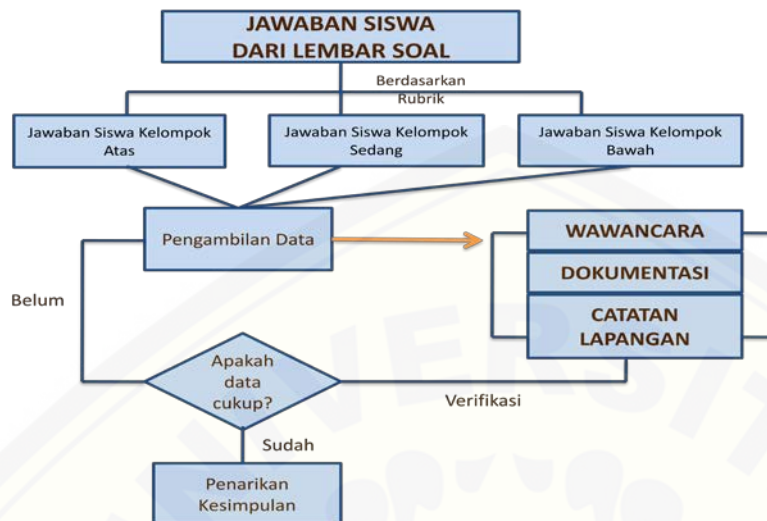 JAWABAN SISWA
DARI LEMBAR SOAL
Berdasarkan
Rubrik
Jawaban Siswa Kelompok
Atas
Jawaban Siswa Kelompok
Sedang
Jawaban Siswa Kelompok
Bawah
Pengambilan Data
WAWANCARA
DOKUMENTASI
CATATAN
LAPANGAN
Belum
Apakah
data
cukup?
Verifikasi
Sudah
Penarikan
Kesimpulan
UNIVERSIT